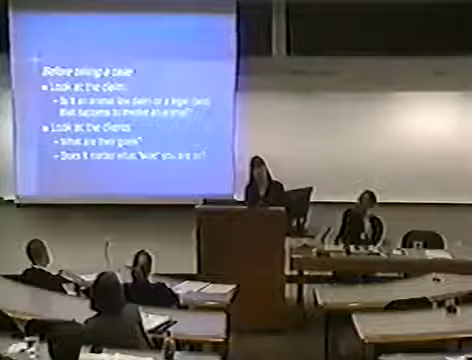 Before taking a case
Look at the claim
Is it an animal law claim or a legal claim
that happens to involve an animal?
Look at the clients
What are their goals?
Does it matter what "side" you are on?